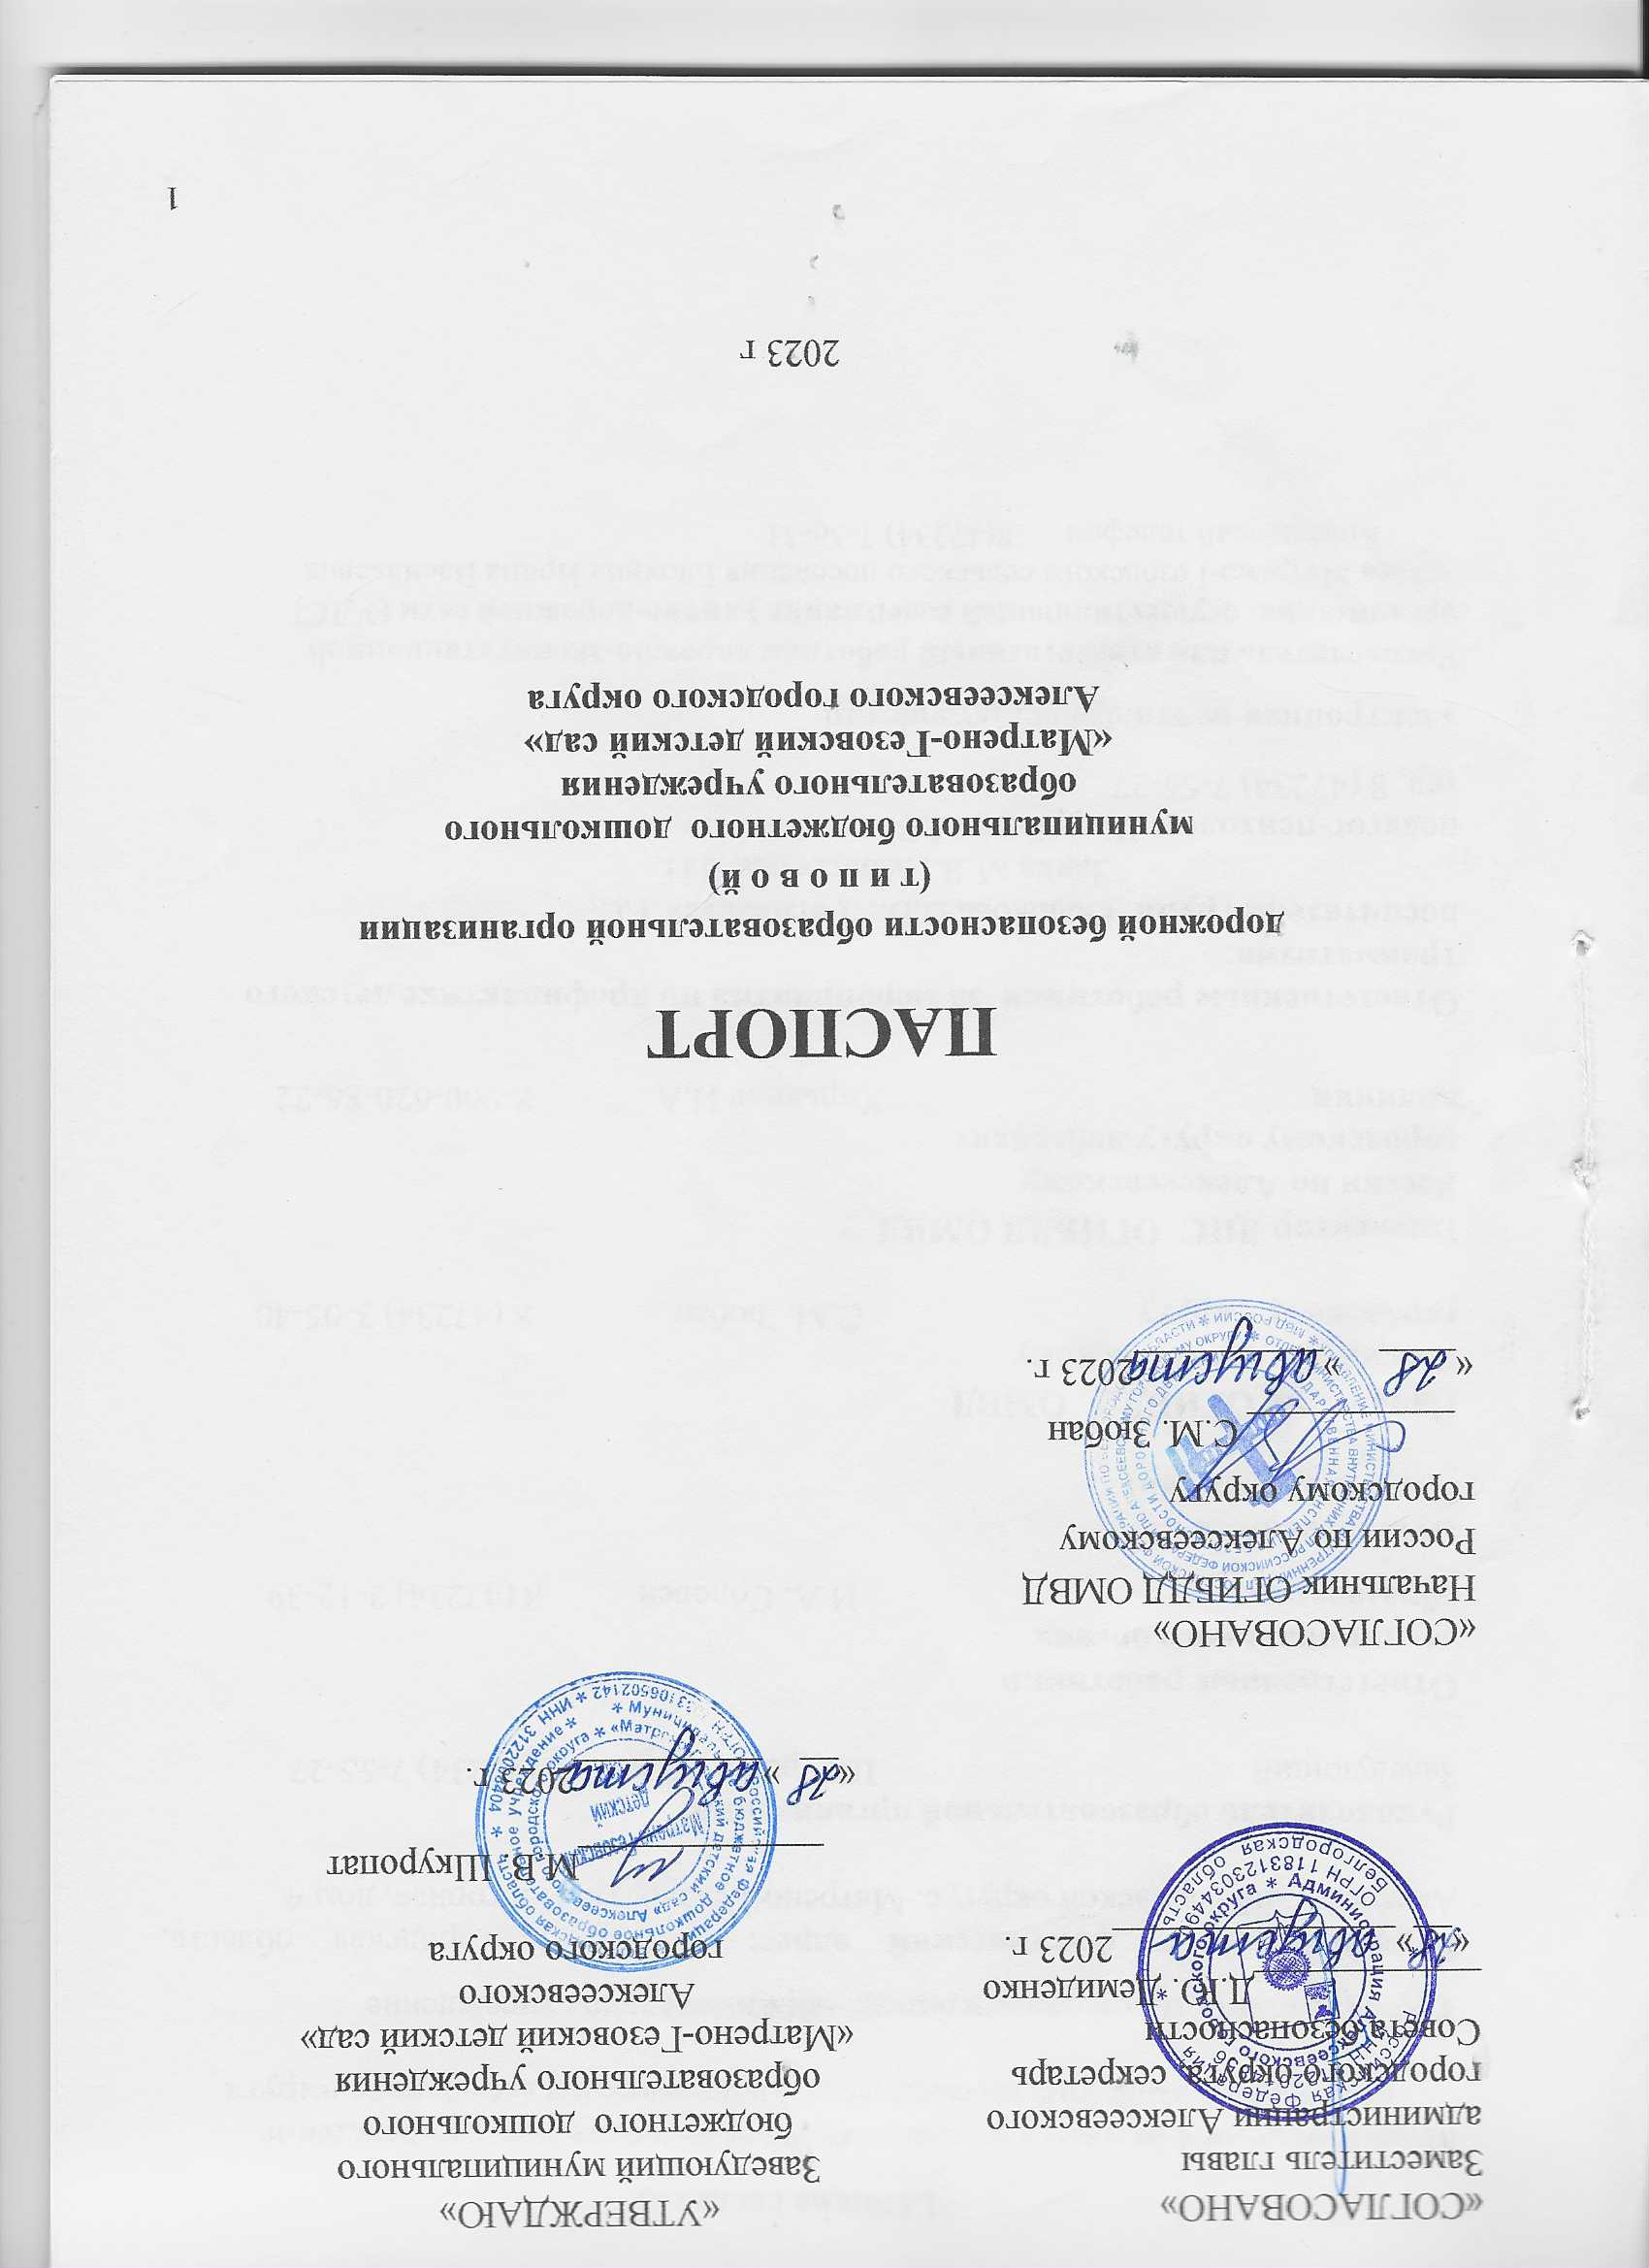 «СОГЛАСОВАНО»
Заместитель главы
администрации Алексеевского
городского округа, секретарь
Совета безопасности
Д.Ю. Демиденко
«28» августа 2023 г.
«УТВЕРЖДАЮ»
Заведующий муниципального
бюджетного дошкольного
образовательного учреждения
«Матрено-Гезовский детский сад»
Алексеевского
городского округа
М.В. Шкуропат
«28» августа 2023 г.
«СОГЛАСОВАНО»
Начальник ОГИБДД ОМВД
России по Алексеевскому
городскому округу
С.М. Зюбан
«28» августа 2023 г.
ПАСПОРТ
дорожной безопасности образовательной организации
(т и п о в о й)
муниципального бюджетного дошкольного
образовательного учреждения
«Матрено-Гезовский детский сад»
Алексеевского городского округа
2023 г
1